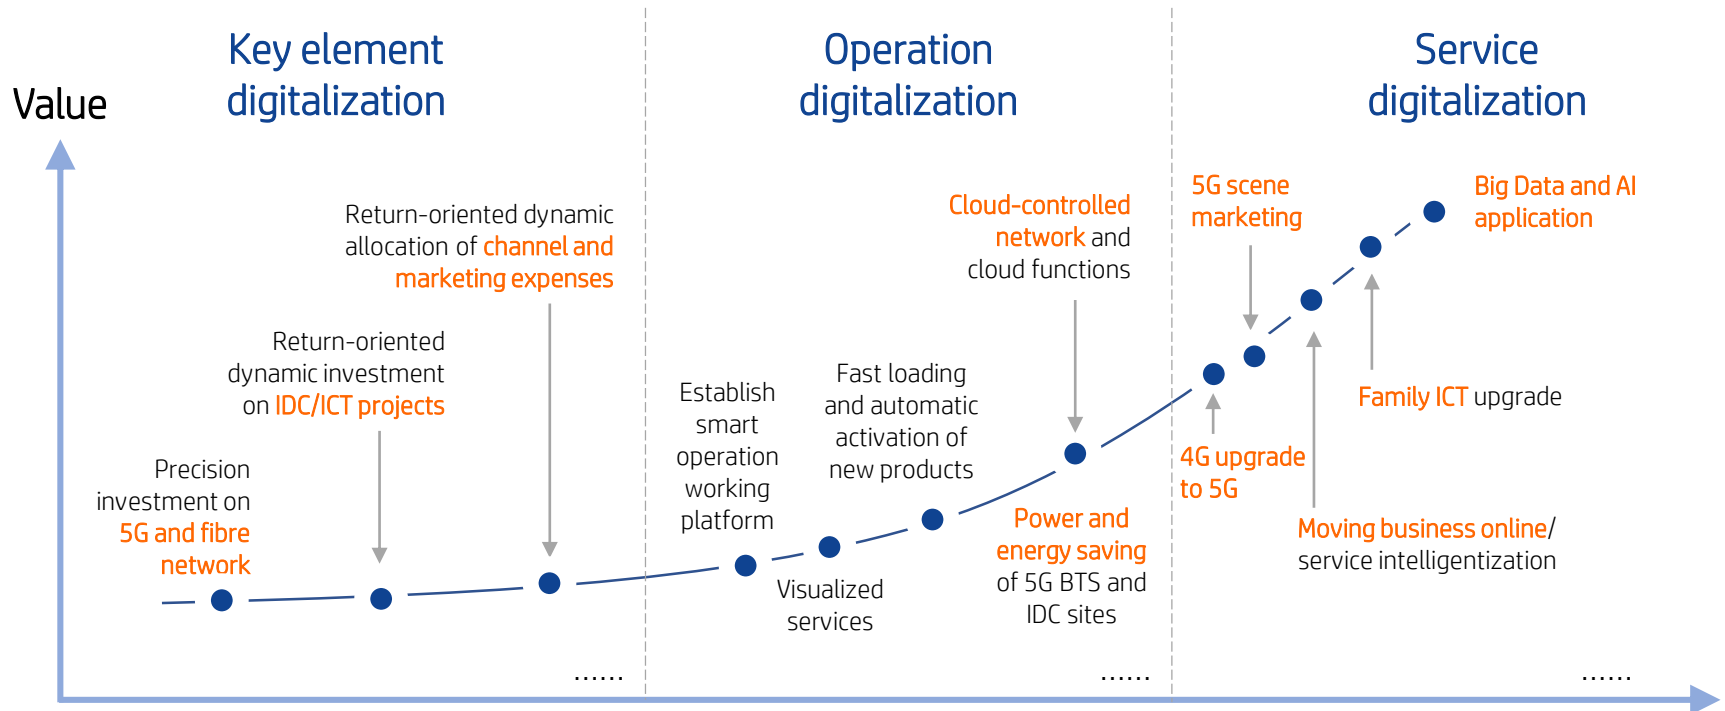 Value
Key element
digitalization
Return-oriented dynamic
allocation of channel and
marketing expenses
Return-oriented
dynamic investment
on IDC/ICT projects
Precision
investment on
5G and fibre
network
......
Operation
digitalization
Cloud-controlled
network and
cloud functions
Establish
smart
operation
working
platform
Fast loading
and automatic
activation of
new products
Visualized
services
Power and
energy saving
of 5G BTS and
IDC sites
......
Service
digitalization
5G scene
marketing
Big Data and AI
application
Family ICT upgrade
4G upgrade
to 5G
Moving business online/
service intelligentization
......